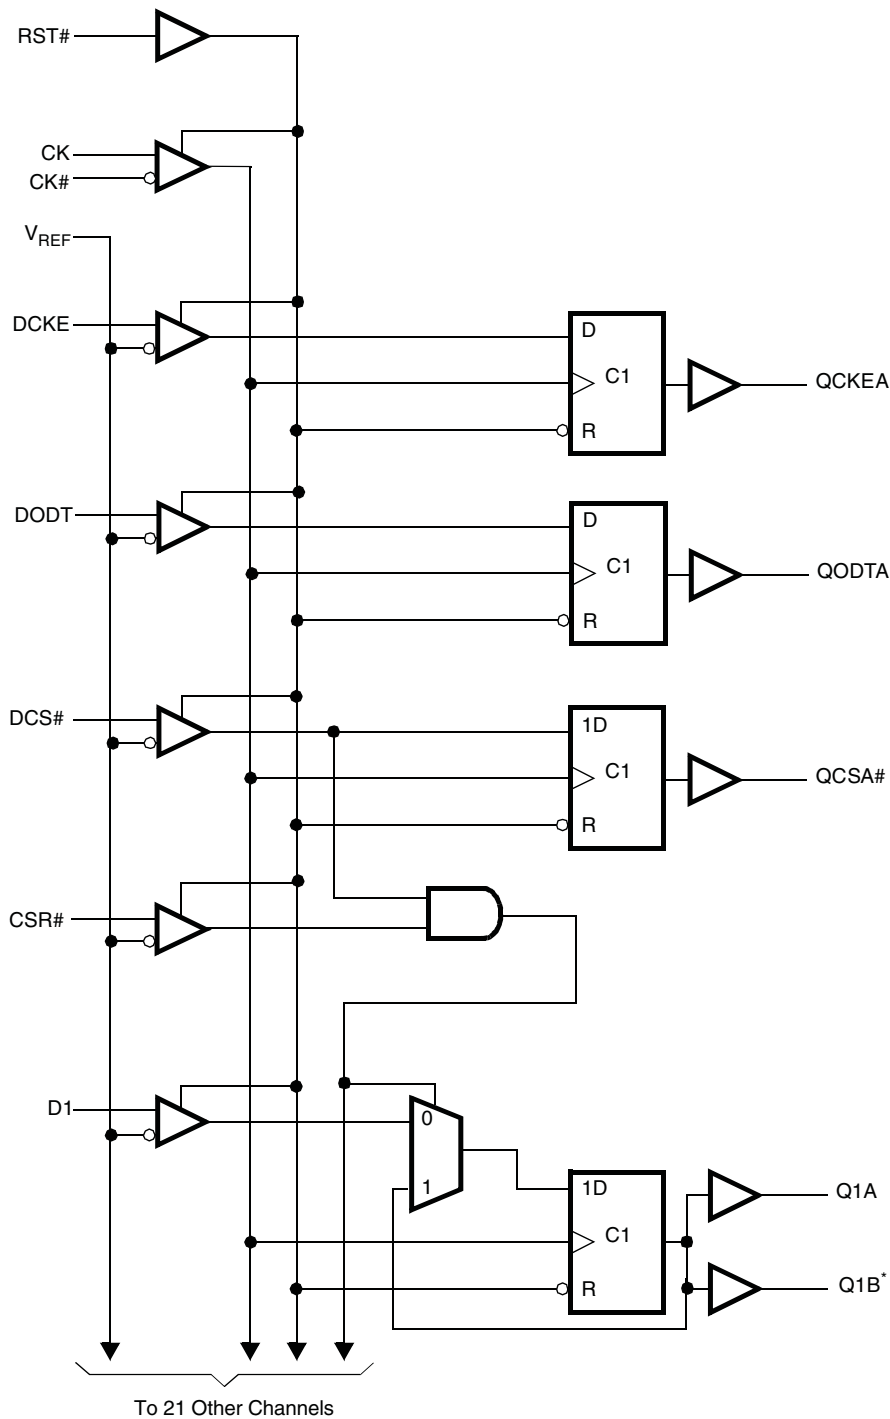 RST#
CK
CK#
VREF
DCKE
D
C1
R
QCKEA
DODT
D
C1
R
QODTA
DCS#
1D
C1
R
QCSA#
CSR#
D1
0
1
1D
C1
R
Q1A
Q1B*
To 21 Other Channels